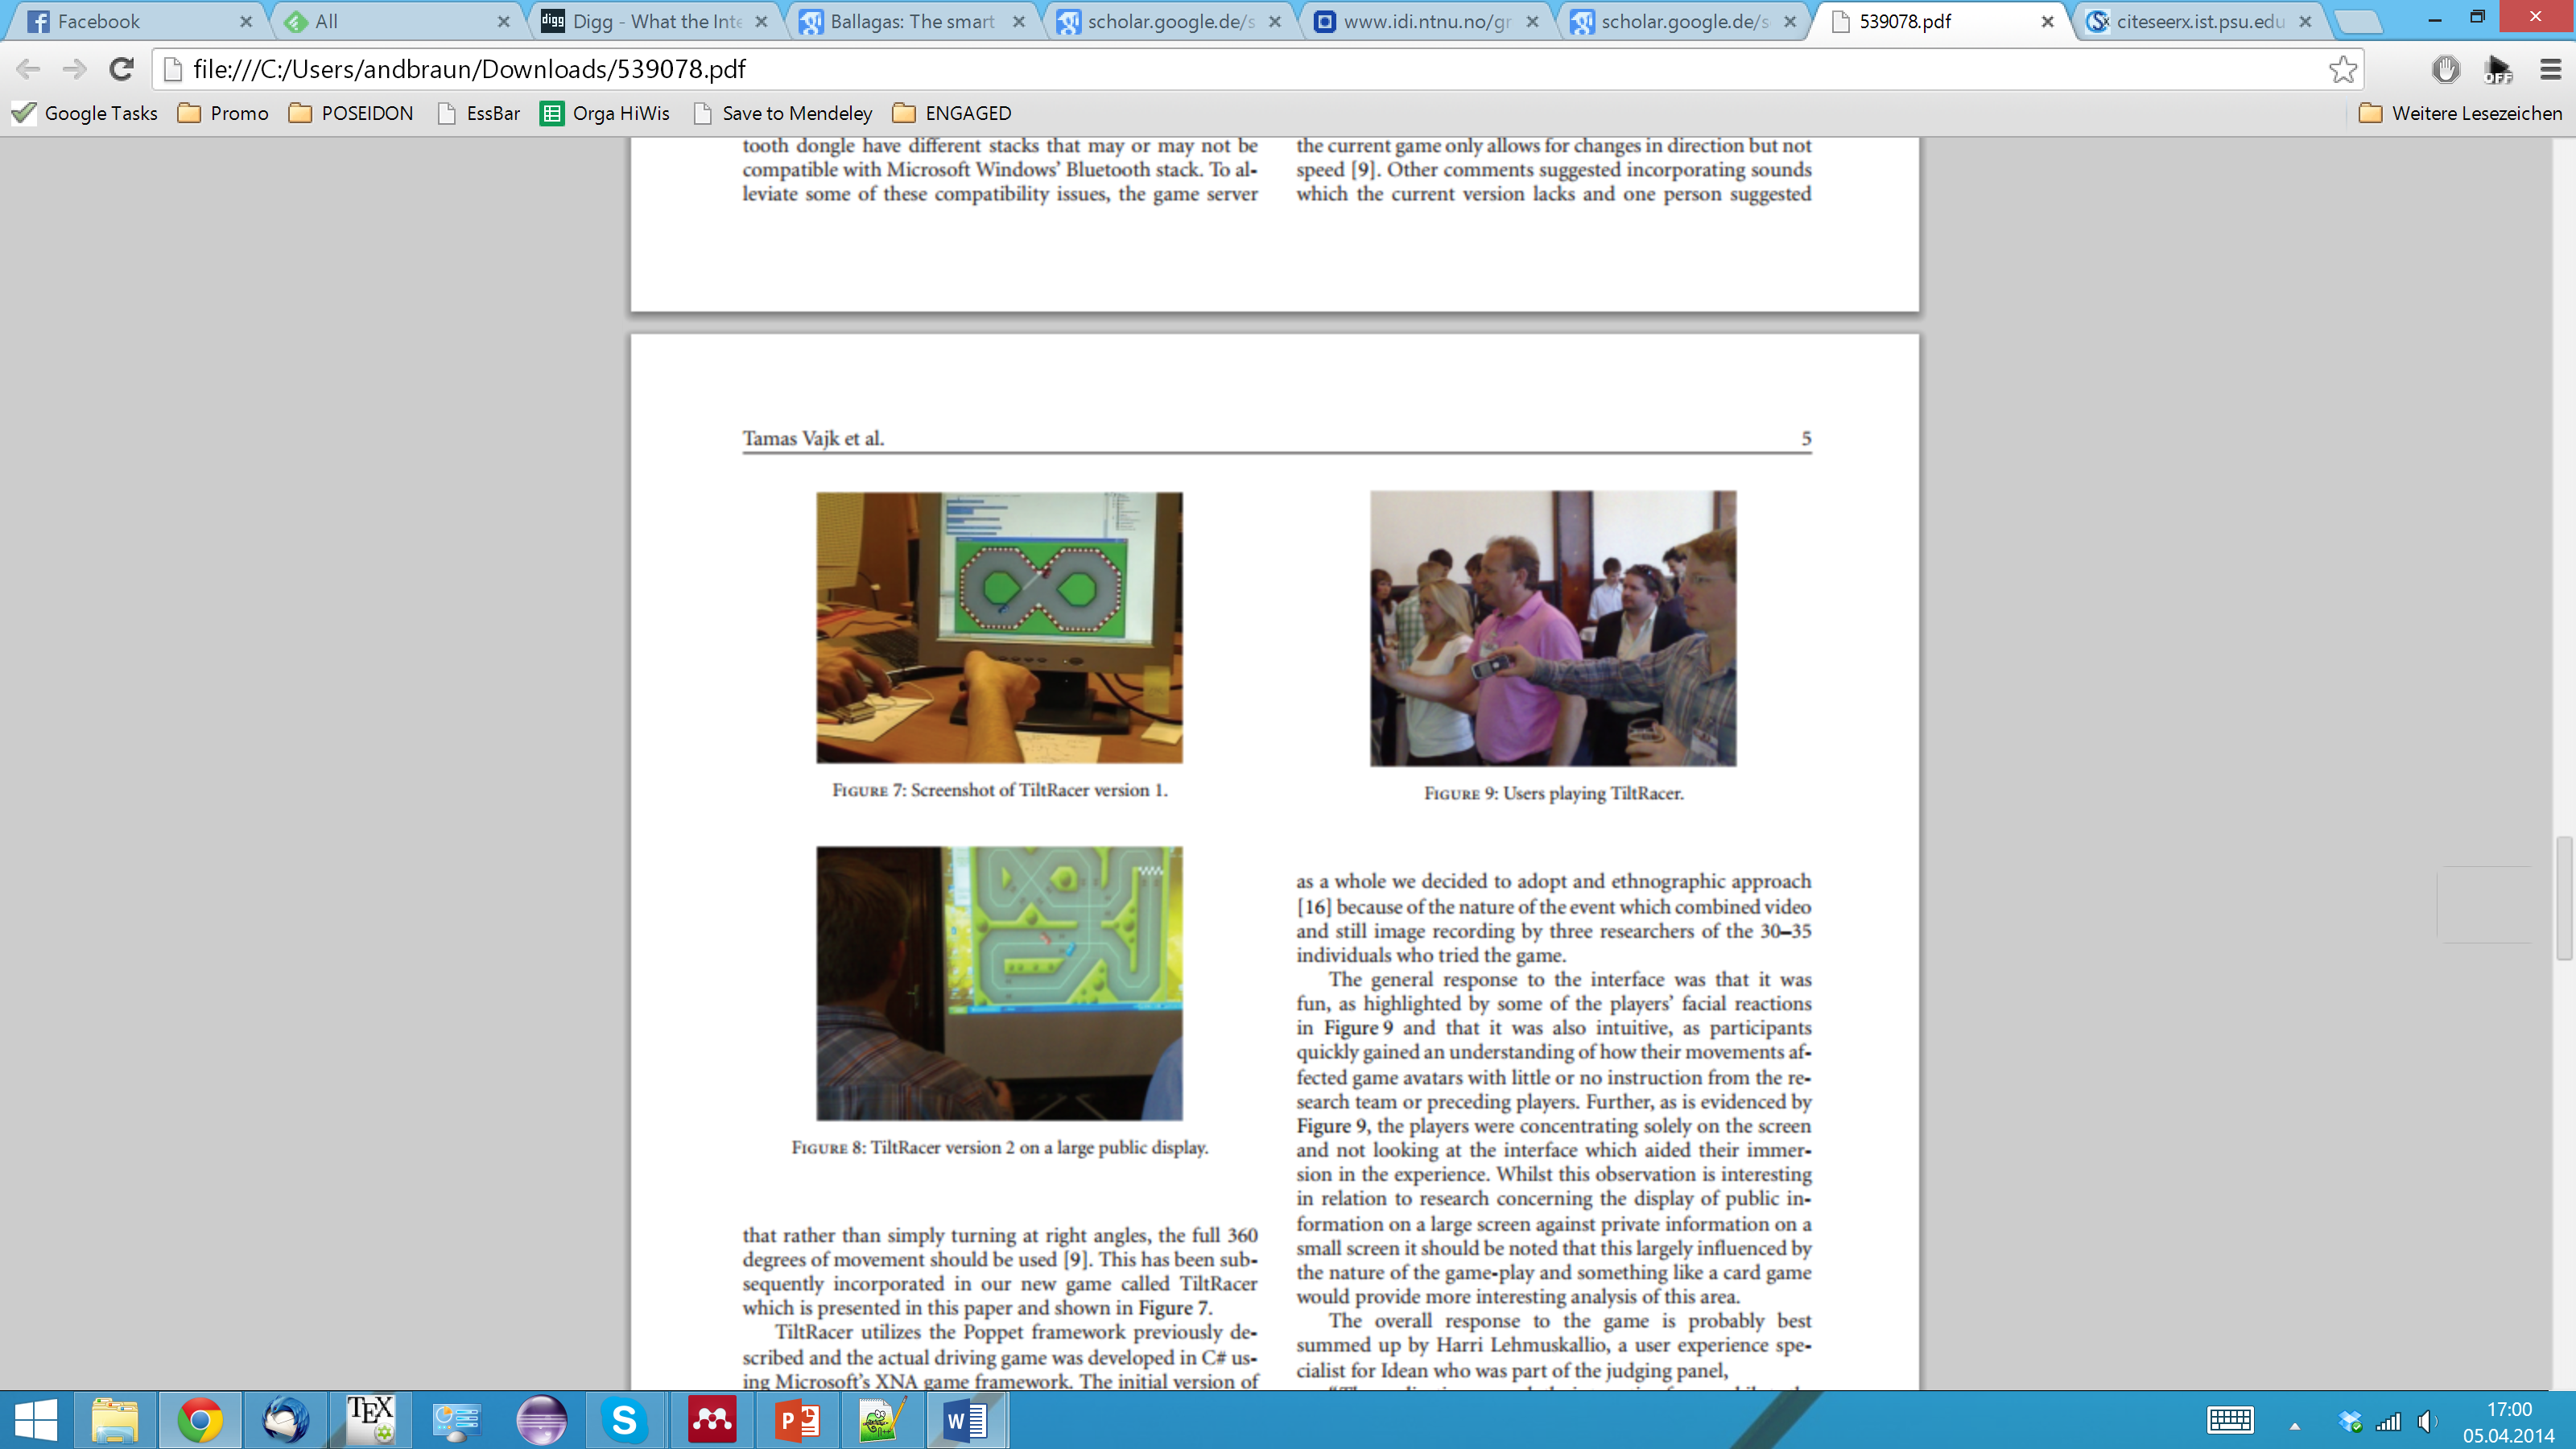 Facebook
All
Digg - What the Inte
Ballagas: The smart
scholar.google.de/s
www.idi.ntnu.no/gr
scholar.google.de/s
539078.pdf
citeseerx.ist.psu.edu
file:///C:/Users/andbraun/Downloads/539078.pdf
OFF
Google Tasks
Promo
POSEIDON
EssBar
Orga HiWis
Save to Mendeley
ENGAGED
Weitere Lesezeichen
tooth dongle have different stacks that may or may not be
compatible with Microsoft Windows' Bluetooth stack. To al-
leviate some of these compatibility issues, the game server
the current game only allows for changes in direction but not
speed [9]. Other comments suggested incorporating sounds
which the current version lacks and one person suggested
Tamas Vajk et al.
5
FIGURE 7: Screenshot of TiltRacer version 1.
FIGURE 8: TiltRacer version 2 on a large public display.
that rather than simply turning at right angles, the full 360
degrees of movement should be used [9]. This has been sub-
sequently incorporated in our new game called TiltRacer
which is presented in this paper and shown in Figure 7.
TiltRacer utilizes the Poppet framework previously de-
scribed and the actual driving game was developed in C# us-
ing Microsoft's XNA game framework. The initial version of
FIGURE 9: Users playing TiltRacer.
as a whole we decided to adopt and ethnographic approach
[16] because of the nature of the event which combined video
and still image recording by three researchers of the 30–35
individuals who tried the game.
The general response to the interface was that it was
fun, as highlighted by some of the players' facial reactions
in Figure 9 and that it was also intuitive, as participants
quickly gained an understanding of how their movements af-
fected game avatars with little or no instruction from the re-
search team or preceding players. Further, as is evidenced by
Figure 9, the players were concentrating solely on the screen
and not looking at the interface which aided their immer-
sion in the experience. Whilst this observation is interesting
in relation to research concerning the display of public in-
formation on a large screen against private information on a
small screen it should be noted that this largely influenced by
the nature of the game-play and something like a card game
would provide more interesting analysis of this area.
The overall response to the game is probably best
summed up by Harri Lehmuskallio, a user experience spe-
cialist for Idean who was part of the judging panel,
17:00
05.04.2014